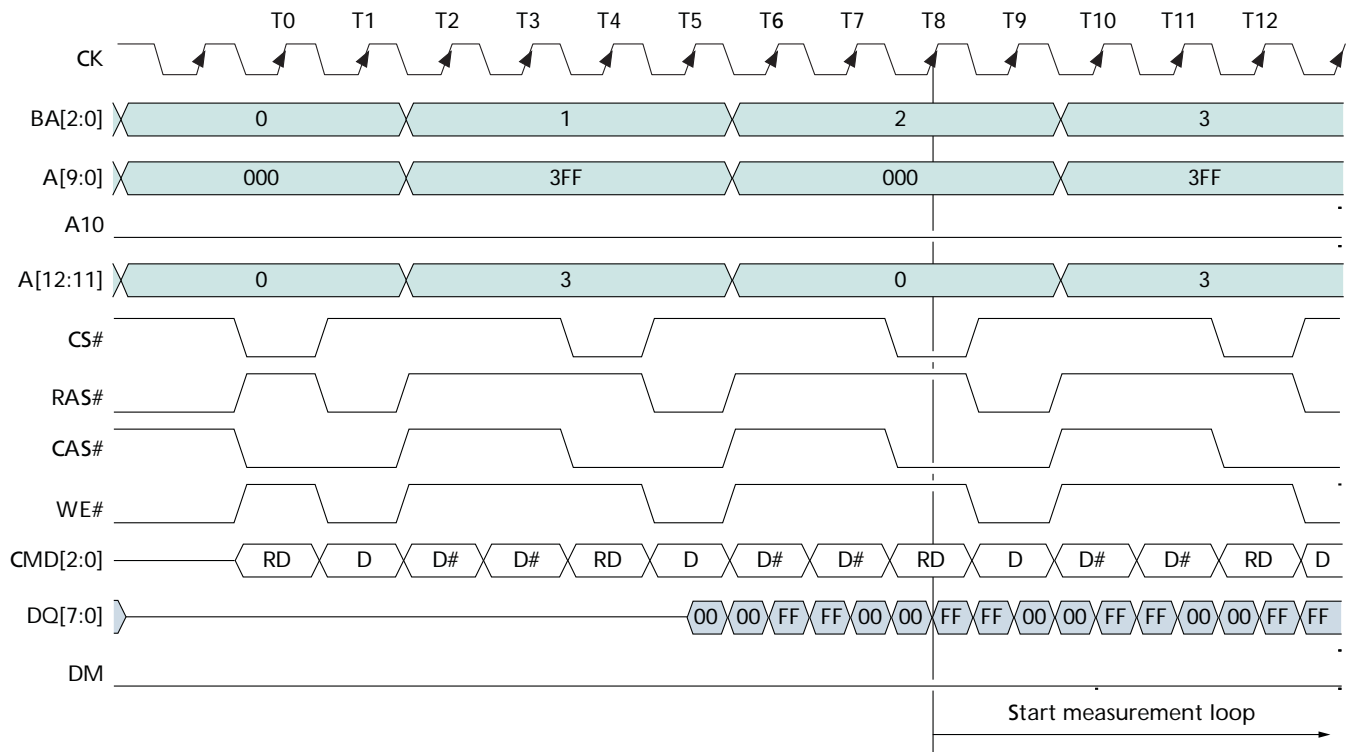 T0 T1 T2 T3 T4 T5 T6 T7 T8 T9 T10 T11 T12
CK
BA[2:0] 0 1 2 3
A[9:0] 000 3FF 000 3FF
A10
A[12:11] 0 3 0 3
CS#
RAS#
CAS#
WE#
CMD[2:0] RD D D# D# RD D D# D# RD D D# D# RD D
DQ[7:0] 00 00 FF FF 00 00 FF FF 00 00 FF FF 00 00 FF FF
DM
Start measurement loop